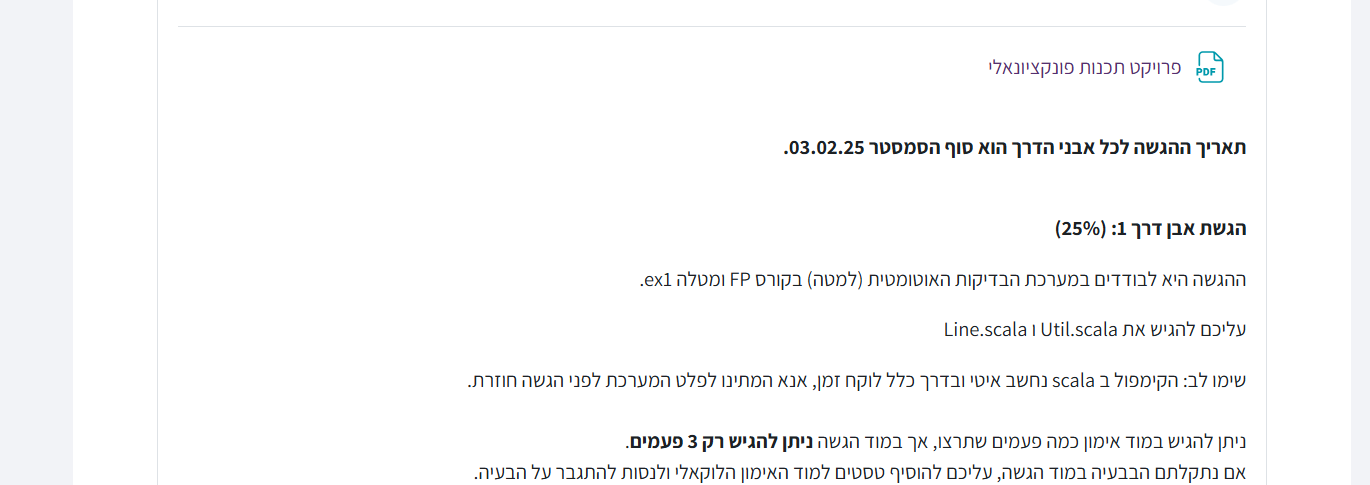 PDF פרויקט תכנות פונקציונאלי
תאריך ההגשה לכל אבני הדרך הוא סוף הסמסטר 03.02.25.
הגשת אבן דרך 1: (25%)
ההגשה היא לבודדים במערכת הבדיקות האוטומטית (למטה) בקורס FP ומטלה ex1.
עליכם להגיש את Util.scala ו Line.scala
שימו לב: הקימפול ב scala נחשב איטי ובדרך כלל לוקח זמן, אנא המתינו לפלט המערכת לפני הגשה חוזרת.
ניתן להגיש במוד אימון כמה פעמים שתרצו, אך במוד הגשה ניתן להגיש רק 3 פעמים.
אם נתקלתם הבבעיה במוד הגשה, עליכם להוסיף טסטים למוד האימון הלוקאלי ולנסות להתגבר על הבעיה.